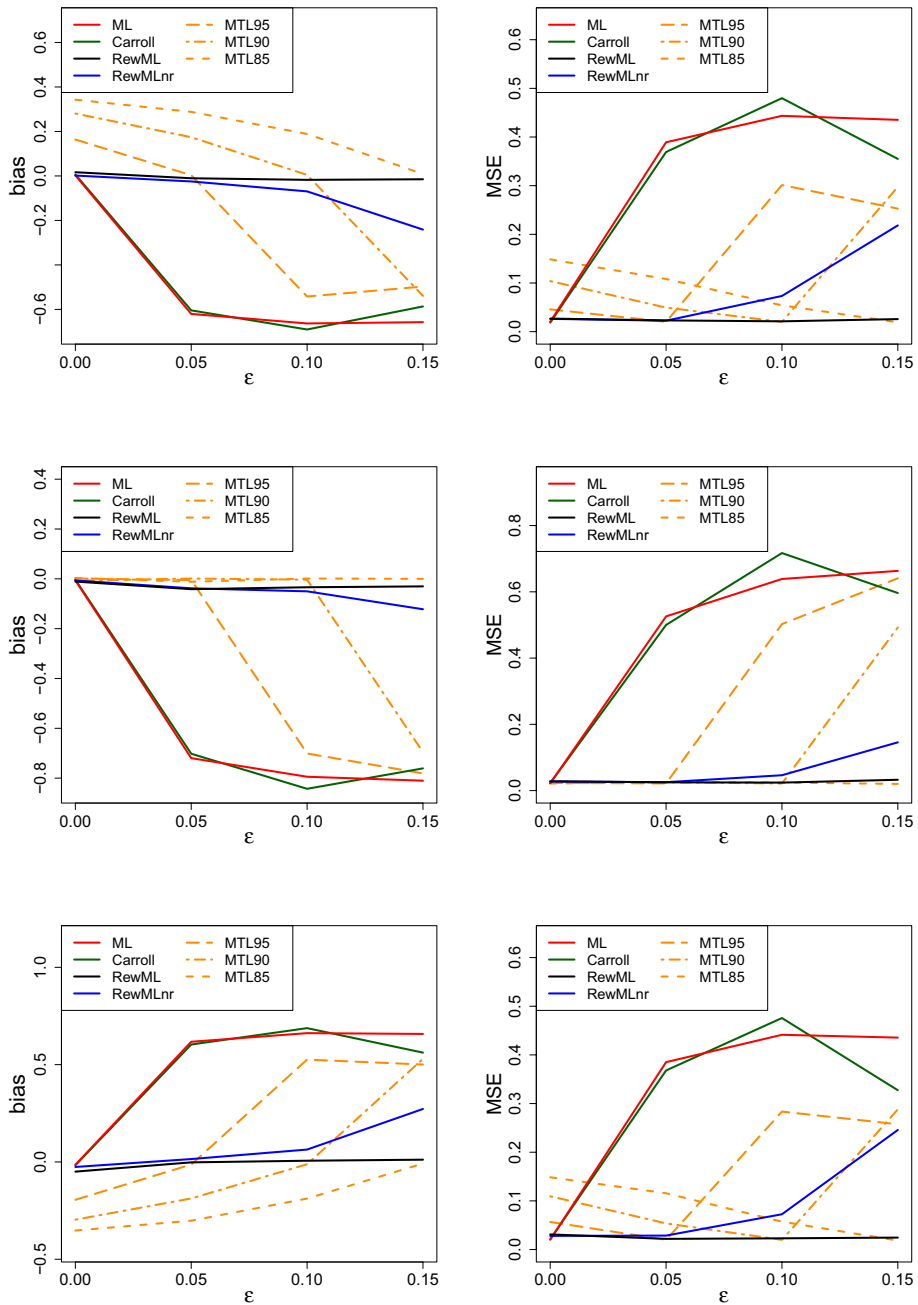 ML
Carroll
RewML
RewMLnr
MTL95
MTL90
MTL85
bias
0.6
0.4
0.2
0.0
−0.2
−0.6
0.00
0.05
0.10
0.15
ε
ML
Carroll
RewML
RewMLnr
MTL95
MTL90
MTL85
MSE
0.6
0.5
0.4
0.3
0.2
0.1
0.0
0.00
0.05
0.10
0.15
ε
ML
Carroll
RewML
RewMLnr
MTL95
MTL90
MTL85
bias
0.4
0.2
0.0
−0.2
−0.4
−0.6
−0.8
0.00
0.05
0.10
0.15
ε
ML
Carroll
RewML
RewMLnr
MTL95
MTL90
MTL85
MSE
0.8
0.6
0.4
0.2
0.0
0.00
0.05
0.10
0.15
ε
ML
Carroll
RewML
RewMLnr
MTL95
MTL90
MTL85
bias
1.0
0.5
0.0
−0.5
0.00
0.05
0.10
0.15
ε
ML
Carroll
RewML
RewMLnr
MTL95
MTL90
MTL85
MSE
0.6
0.5
0.4
0.3
0.2
0.1
0.0
0.00
0.05
0.10
0.15
ε